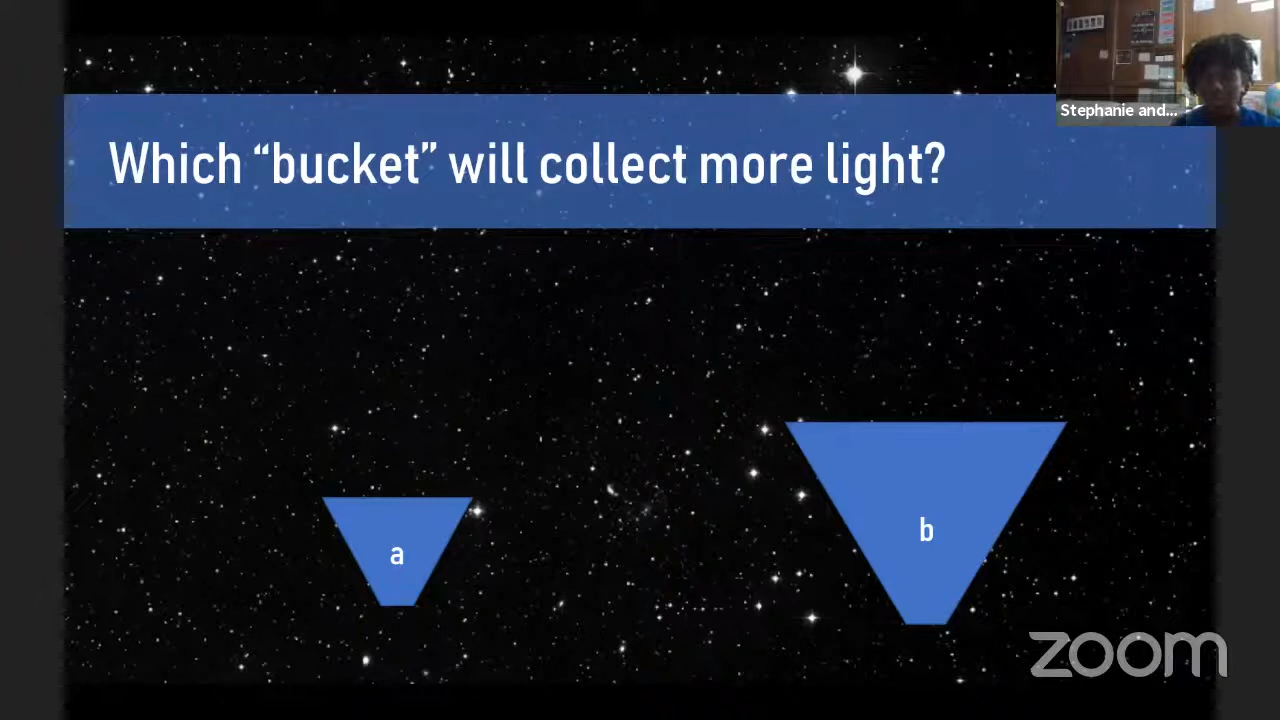 Stephanie and...
Which “bucket” will collect more light?
a
b
zoom